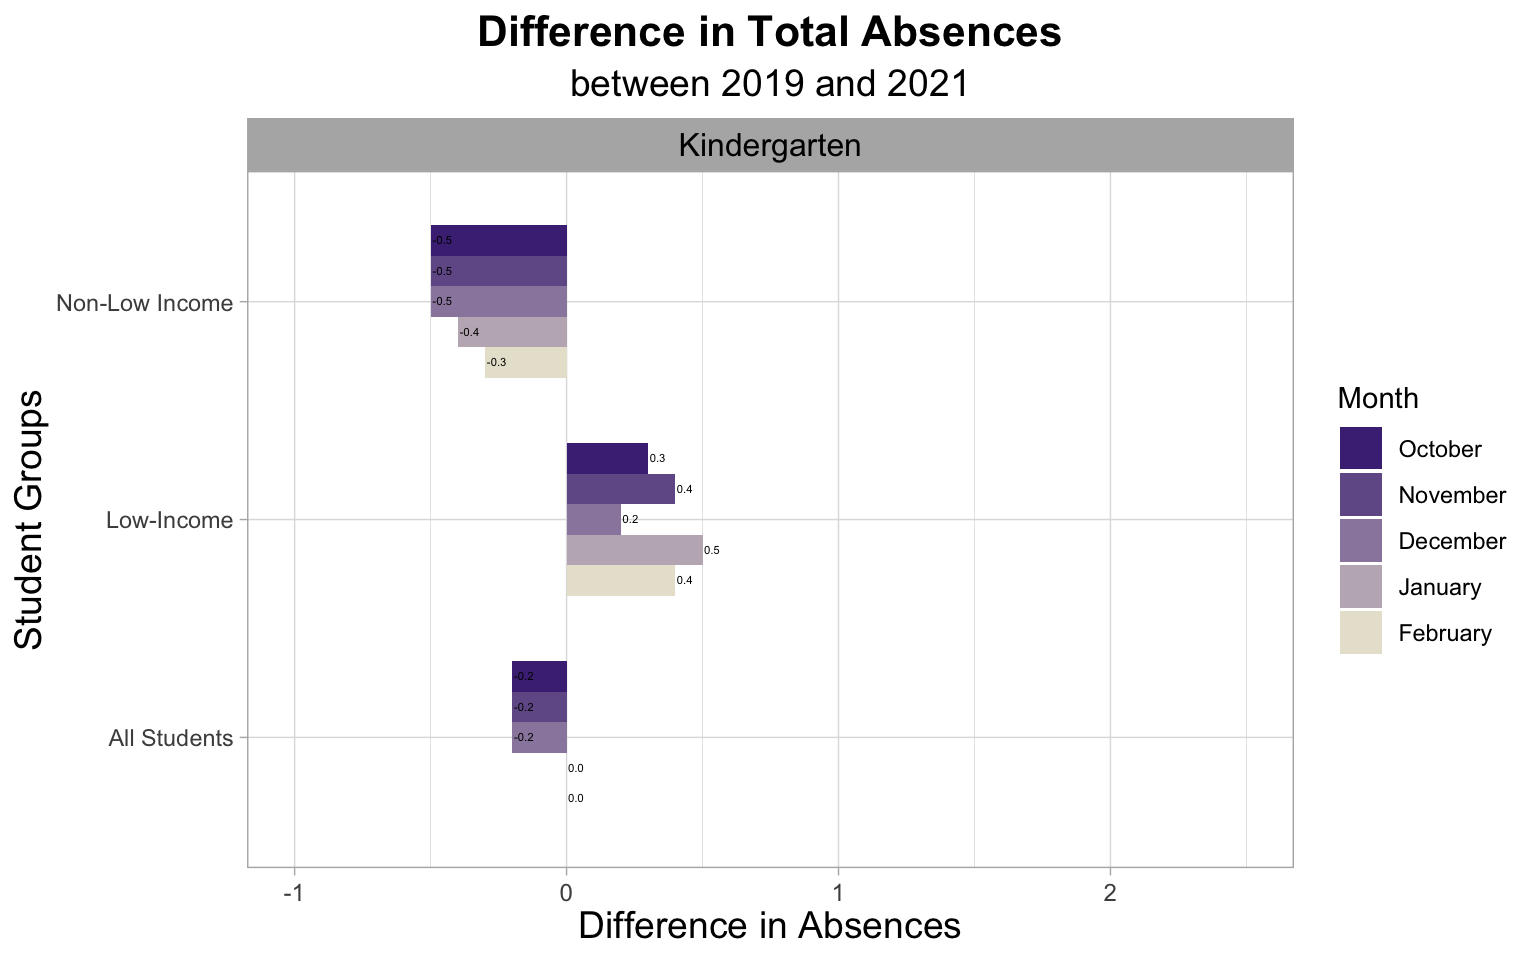 Difference in Total Absences
between 2019 and 2021
Kindergarten
Student Groups
Non-Low Income
-0.5
-0.5
-0.5
-0.4
-0.3
Low-Income
0.3
0.4
0.2
0.5
0.4
All Students
-0.2
-0.2
-0.2
0.0
0.0
-1 0 1 2
Difference in Absences
Month
October
November
December
January
February